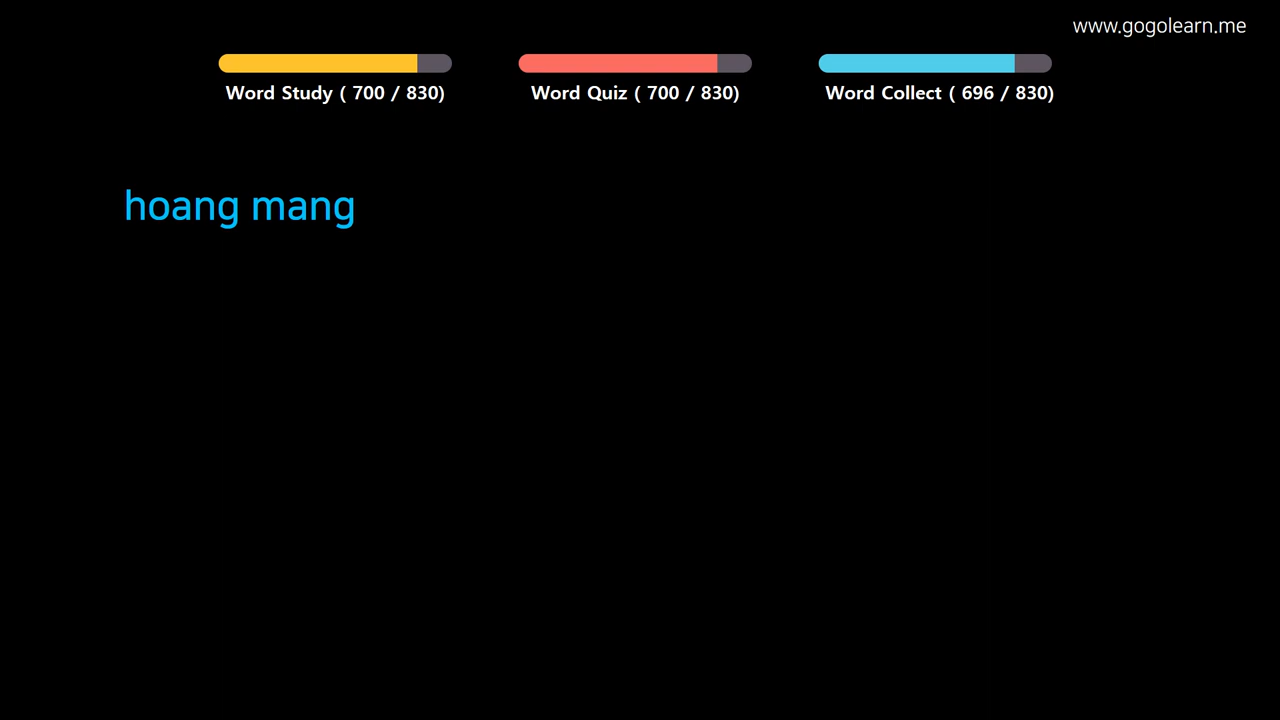 www.gogolearn.me
Word Study ( 700 / 830)
Word Quiz ( 700 / 830)
Word Collect ( 696 / 830)
hoang mang